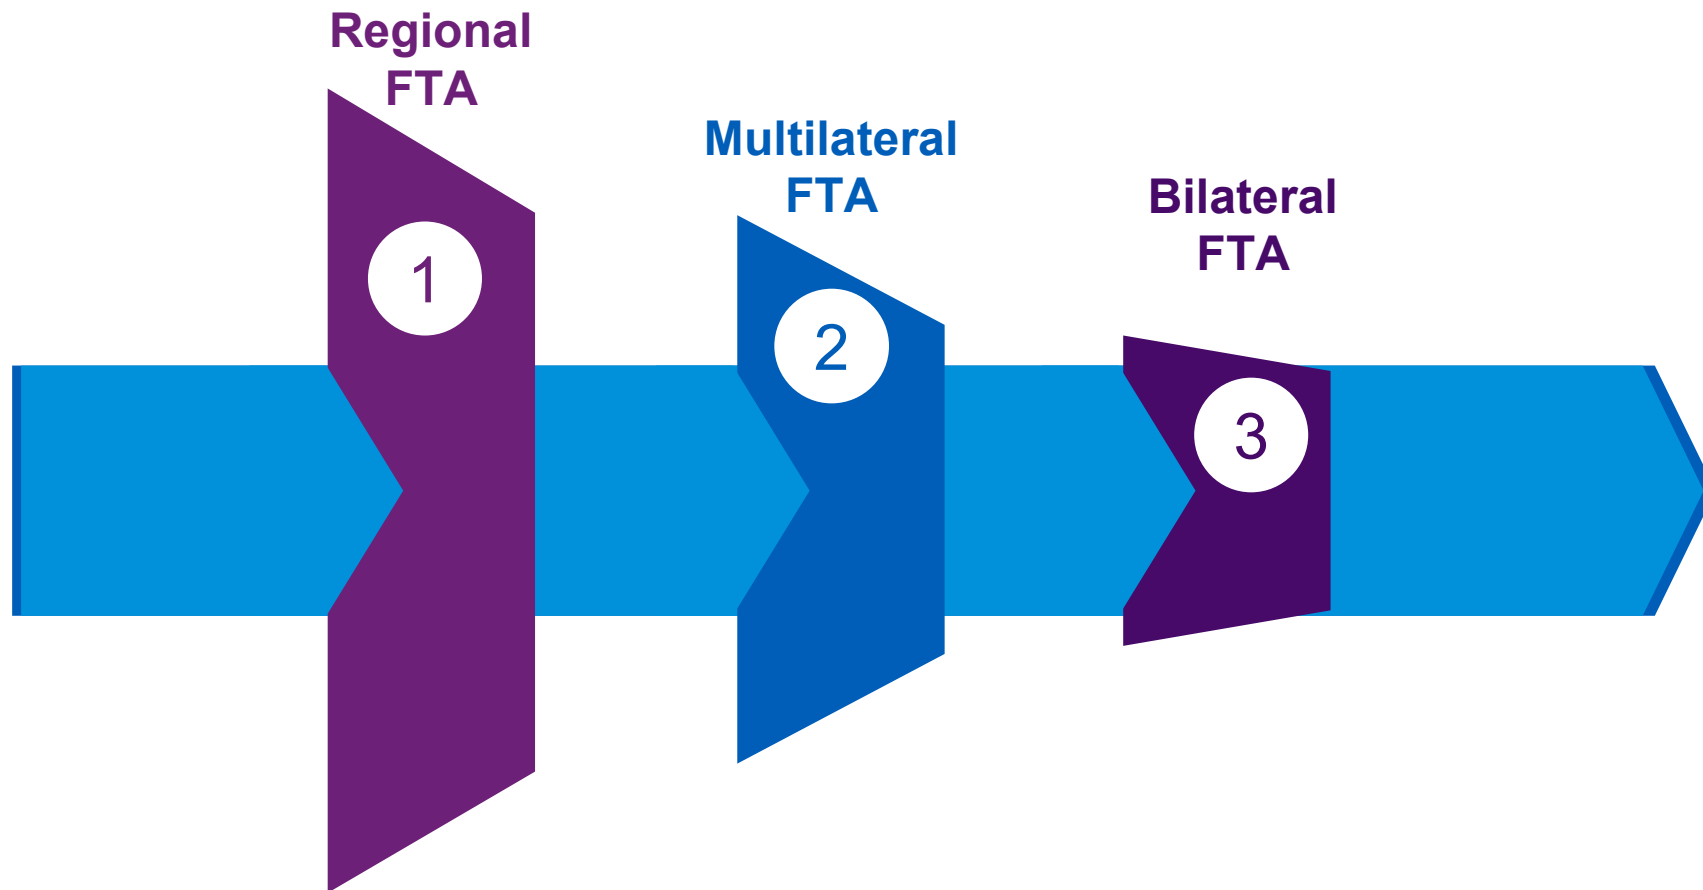 Regional
FTA
1
Multilateral
FTA
2
Bilateral
FTA
3